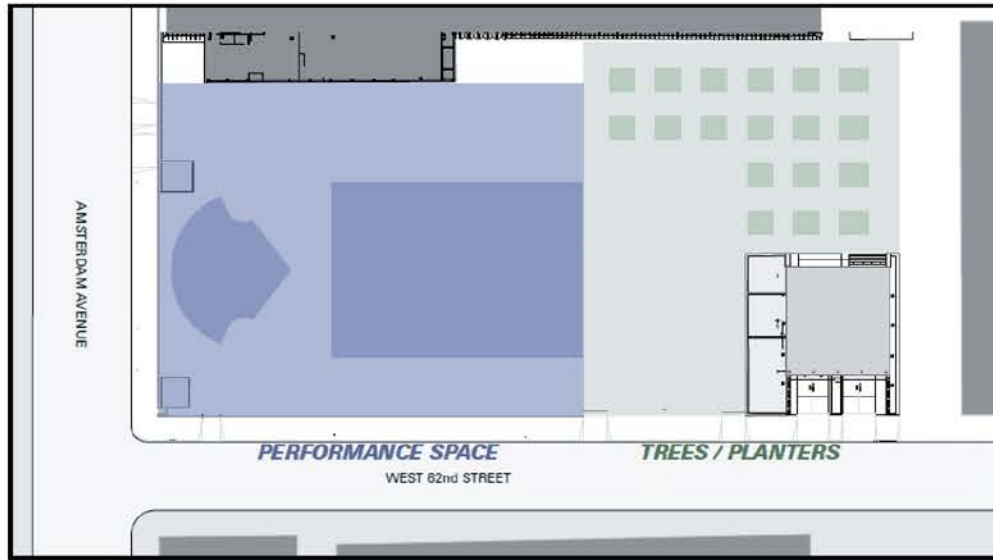 AMSTERDAM AVENUE
PERFORMANCE SPACE
TREES / PLANTERS
WEST 62nd STREET